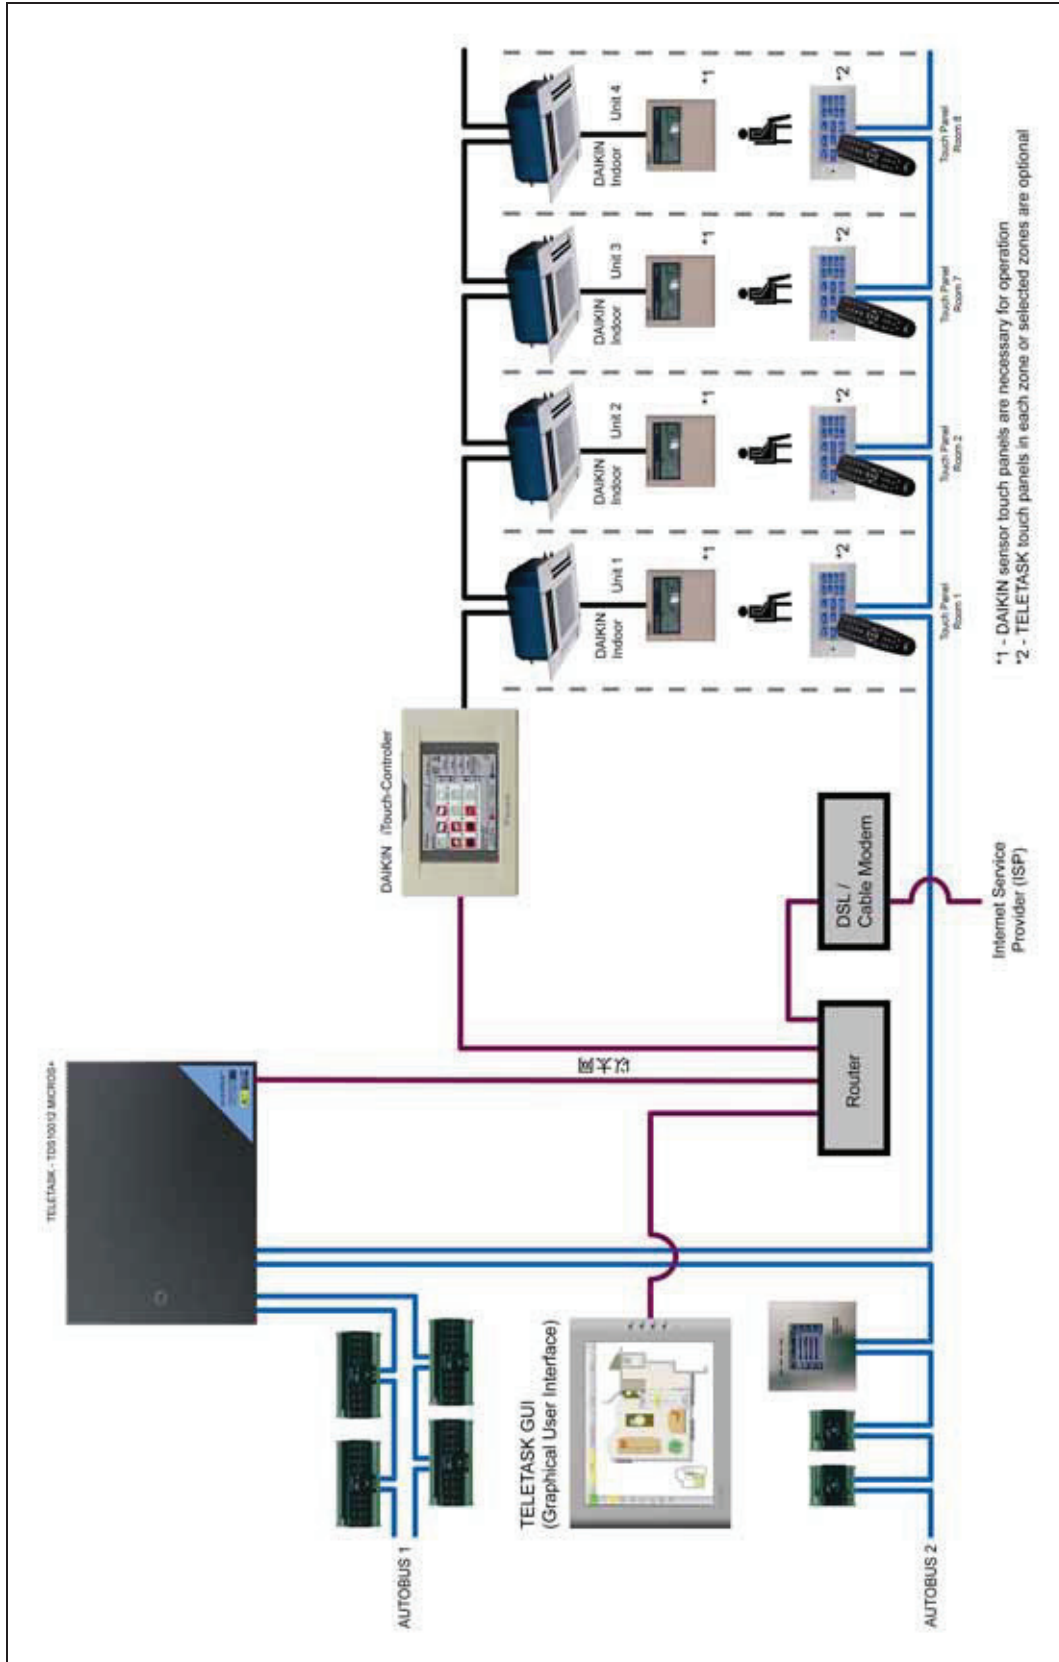 TELETASK - TDS10012 MICROS+
AUTOBUS 1
TELETASK GUI
(Graphical User Interface)
AUTOBUS 2
以太网
Router
DSL /
Cable Modem
Internet Service
Provider (ISP)
DAIKIN iTouch-Controller
DAIKIN
Indoor
Unit 1
*1
*2
Touch Panel
Room 1
DAIKIN
Indoor
Unit 2
*1
*2
Touch Panel
Room 2
DAIKIN
Indoor
Unit 3
*1
*2
Touch Panel
Room 7
DAIKIN
Indoor
Unit 4
*1
*2
Touch Panel
Room 8
*1 - DAIKIN sensor touch panels are necessary for operation
*2 - TELETASK touch panels in each zone or selected zones are optional